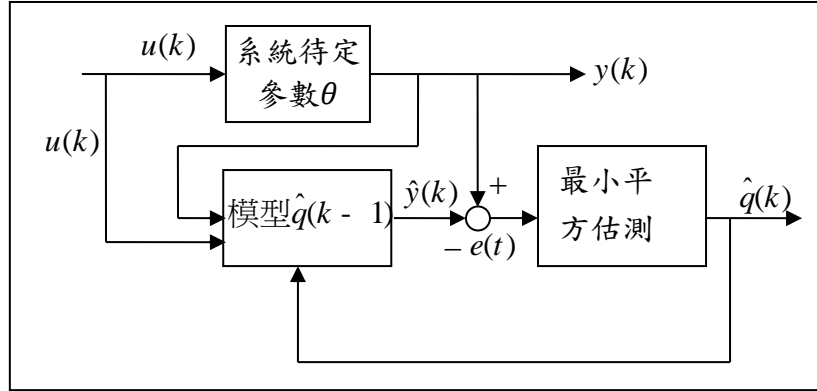 u(k)
系統待定
參數θ
y(k)
u(k)
模型q̂(k - 1)
ŷ(k)
+
− e(t)
最小平
方估測
q̂(k)